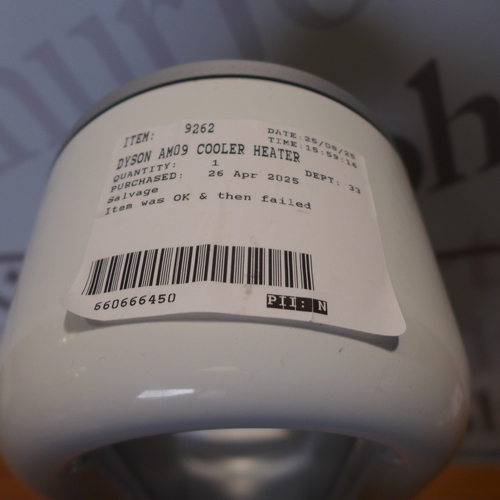 ITEM: 9262
DATE:25/08/25
TIME:15:59:16
DYSON AM09 COOLER HEATER
QUANTITY: 1
DEPT: 33
PURCHASED: 26 Apr 2025
Salvage
Item was OK & then failed
660666450
PII: N